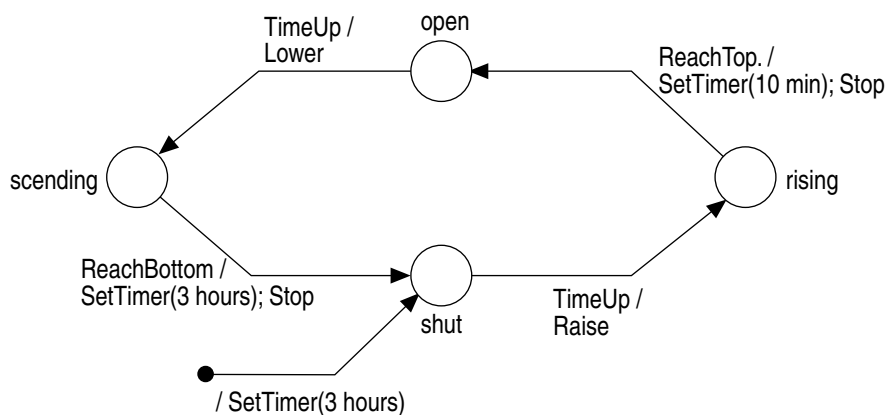 TimeUp /
Lower
open
ReachTop. /
SetTimer(10 min); Stop
scending
rising
ReachBottom /
SetTimer(3 hours); Stop
shut
TimeUp /
Raise
/ SetTimer(3 hours)